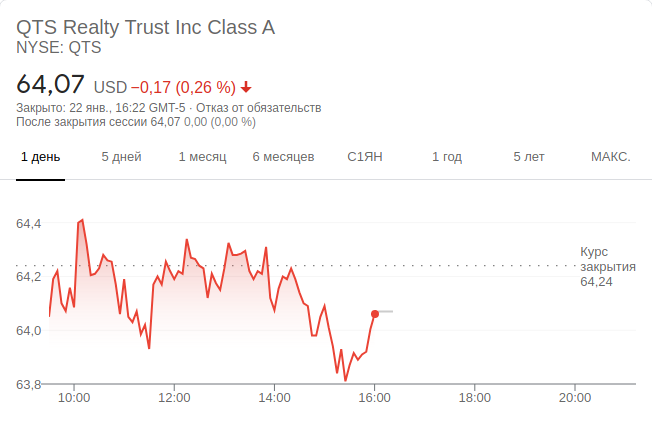 QTS Realty Trust Inc Class A
NYSE: QTS
64,07 USD −0,17 (0,26 %)
Закрыто: 22 янв., 16:22 GMT-5 · Отказ от обязательств
После закрытия сессии 64,07 0,00 (0,00 %)
1 день 5 дней 1 месяц 6 месяцев С1ЯН 1 год 5 лет МАКС.
64,4
Курс
закрытия
64,24
64,2
64,0
63,8
10:00 12:00 14:00 16:00 18:00 20:00